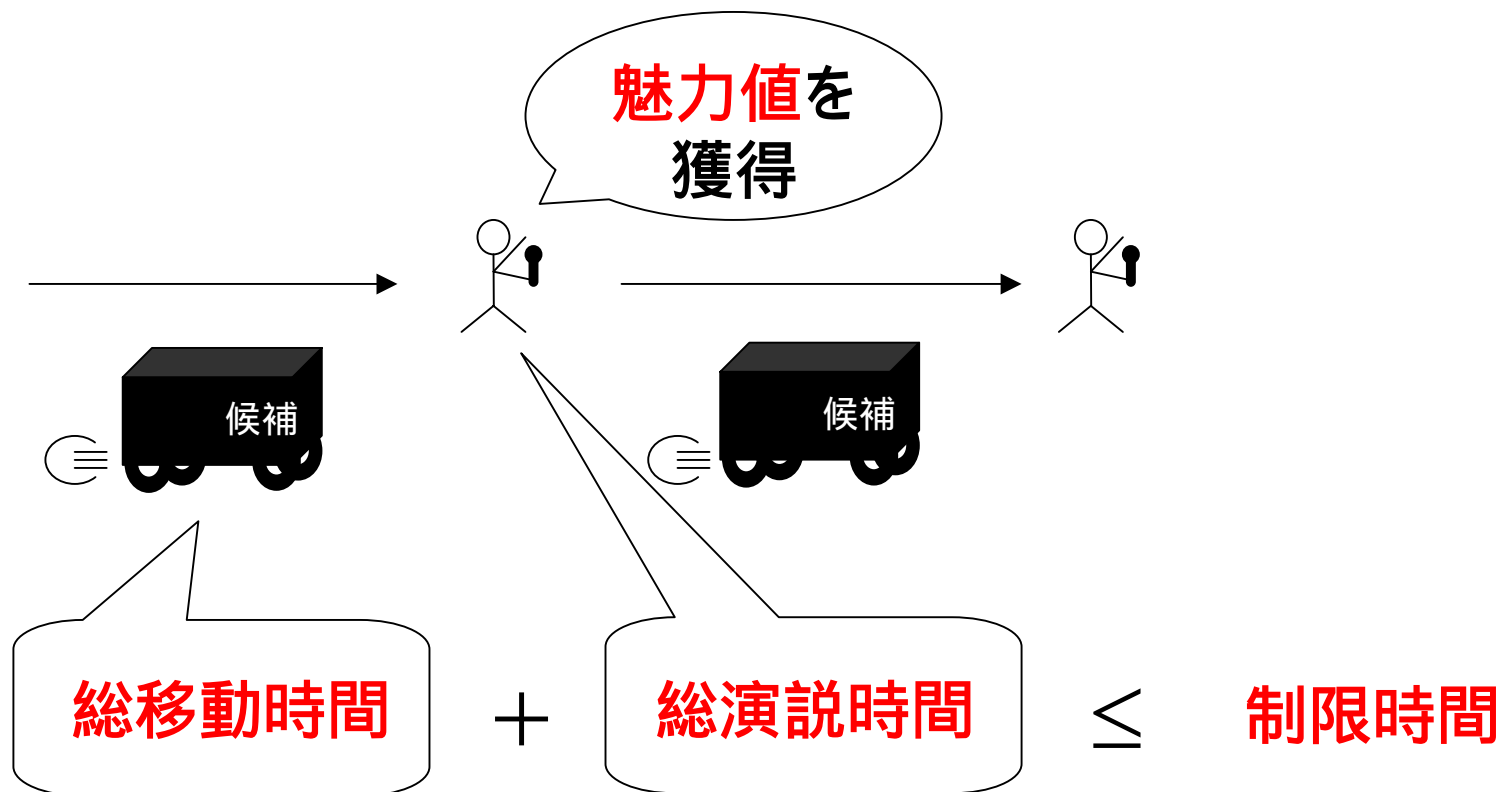 魅力値を
獲得
候補
候補
総移動時間 + 総演説時間 ≤ 制限時間